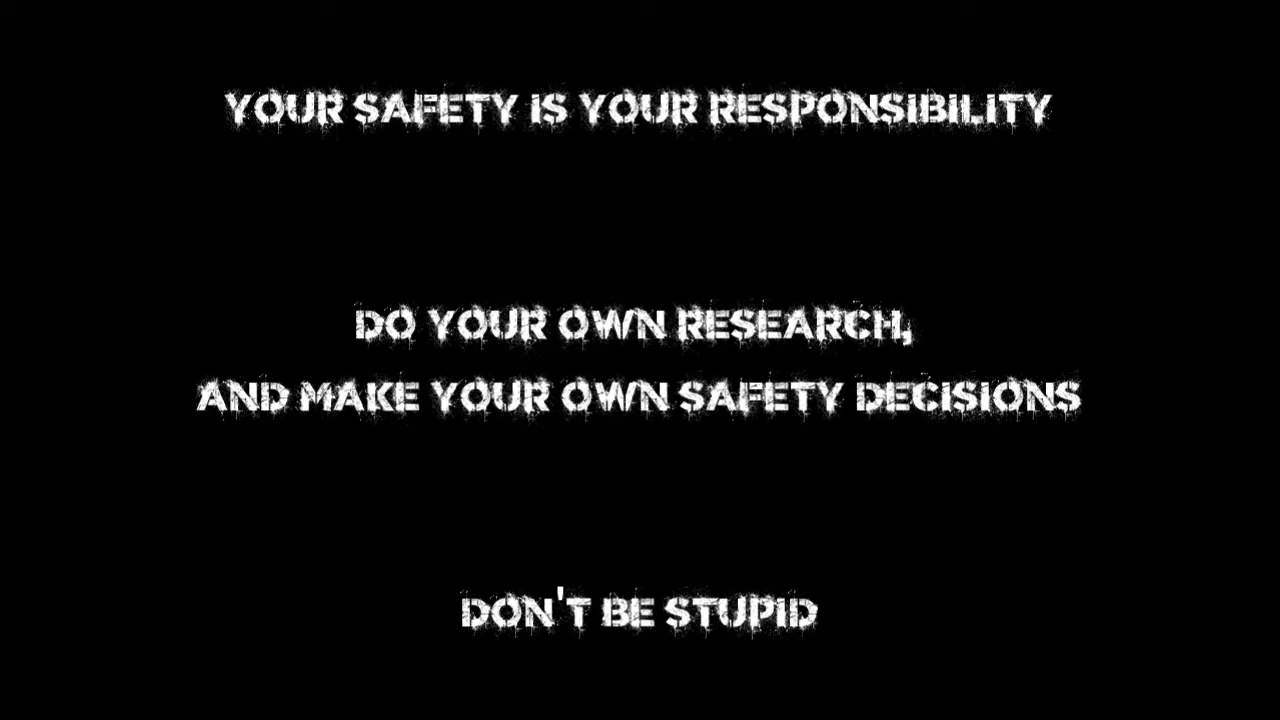 YOUR SAFETY IS YOUR RESPONSIBILITY
DO YOUR OWN RESEARCH,
AND MAKE YOUR OWN SAFETY DECISIONS
DON'T BE STUPID